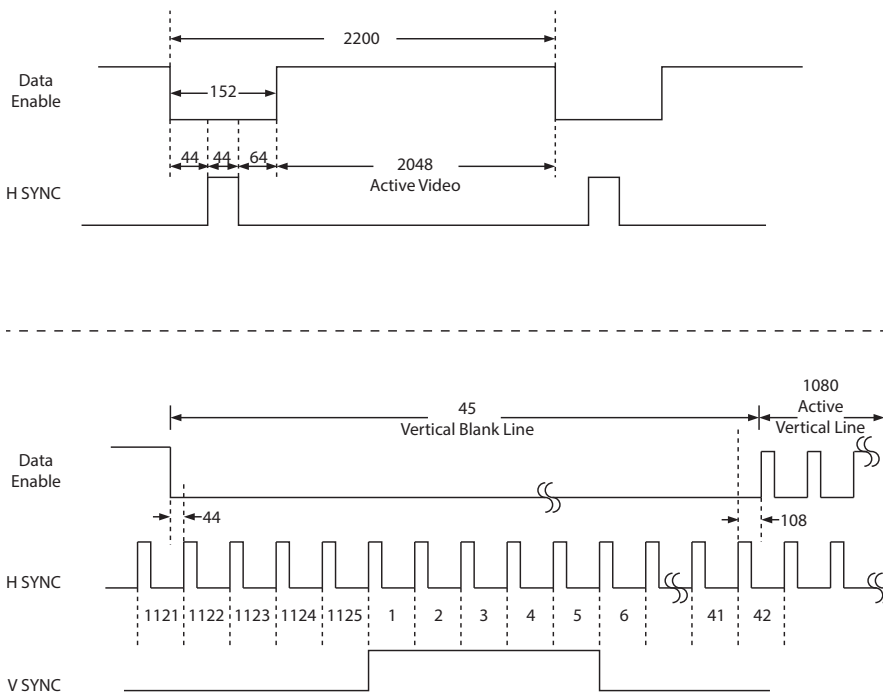 2200
Data
Enable
152
44 44 64
2048
Active Video
H SYNC
1080
Active
Vertical Line
45
Vertical Blank Line
Data
Enable
44
108
H SYNC
1121 1122 1123 1124 1125 1 2 3 4 5 6 41 42
V SYNC